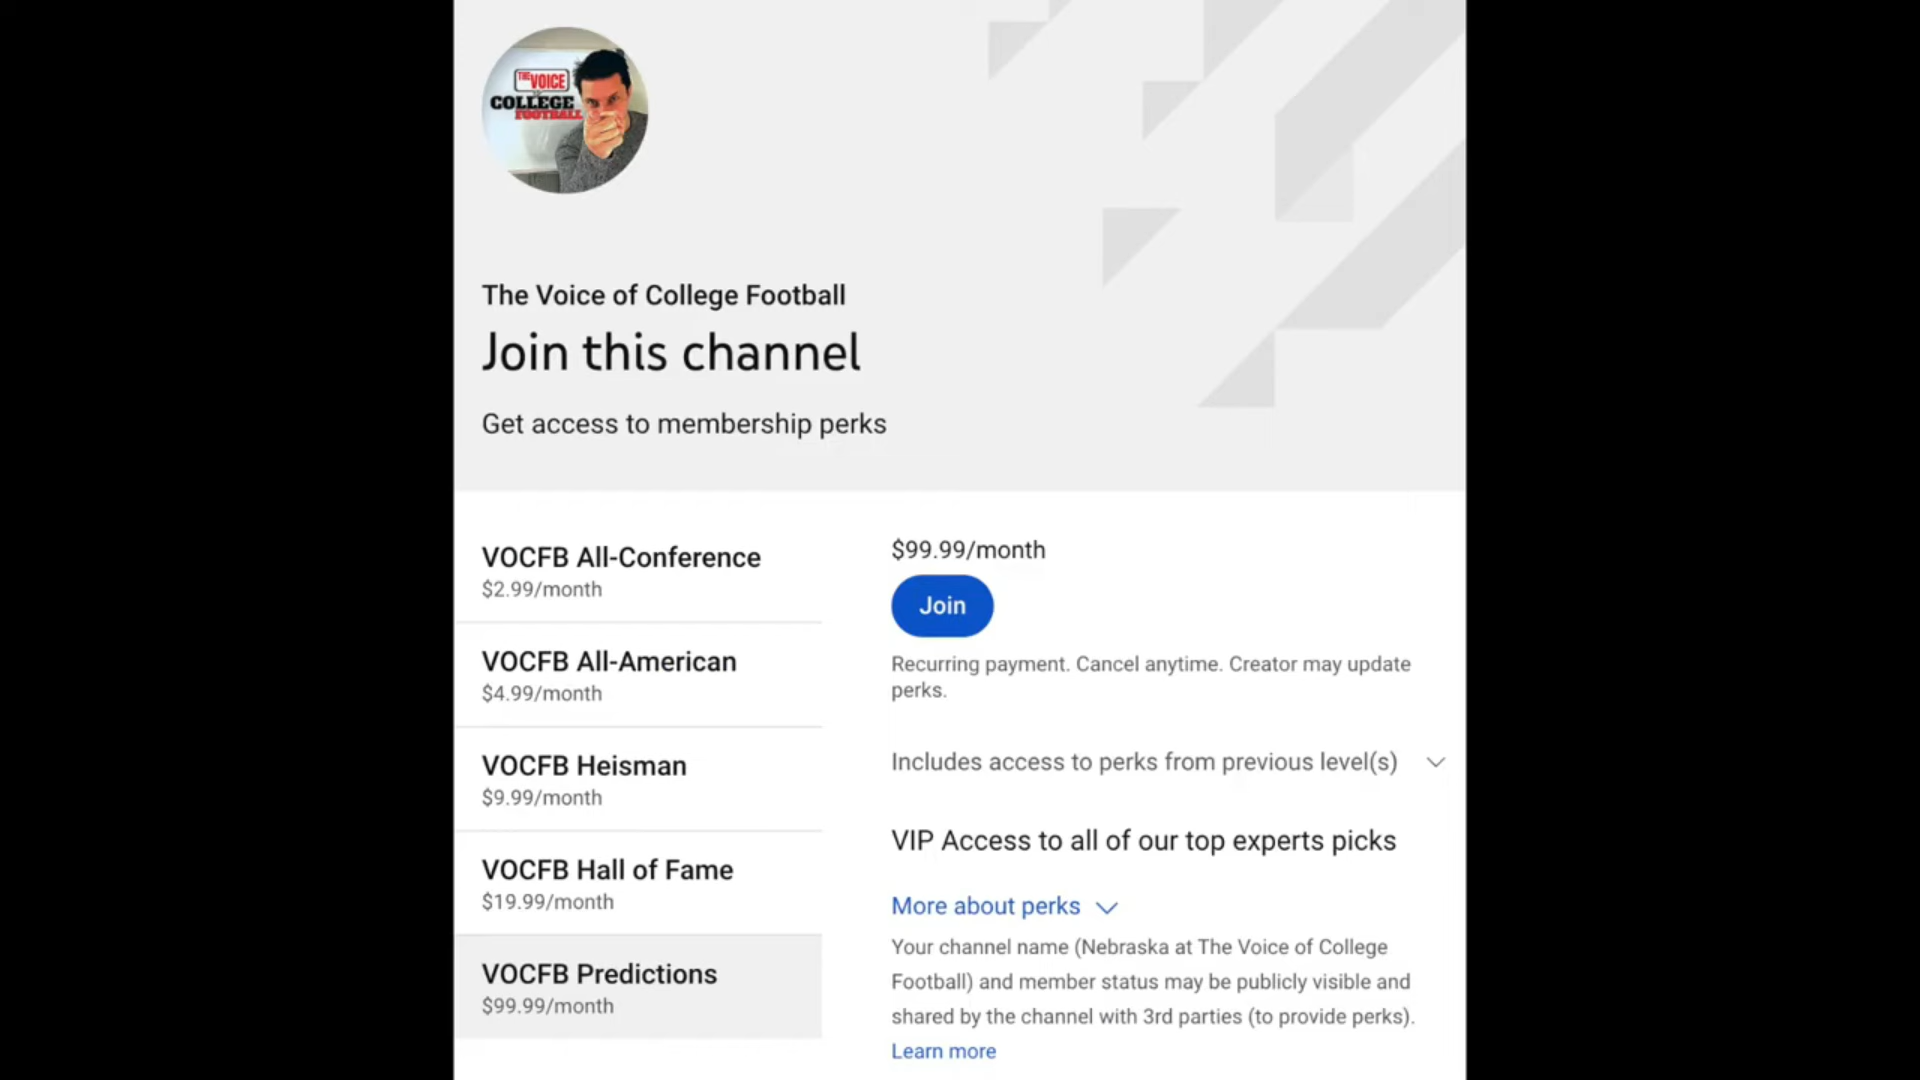 THE VOICE
COLLEGE
FOOTBALL
The Voice of College Football
Join this channel
Get access to membership perks
VOCFB All-Conference
$2.99/month
VOCFB All-American
$4.99/month
VOCFB Heisman
$9.99/month
VOCFB Hall of Fame
$19.99/month
VOCFB Predictions
$99.99/month
$99.99/month
Join
Recurring payment. Cancel anytime. Creator may update
perks.
Includes access to perks from previous level(s)
VIP Access to all of our top experts picks
More about perks
Your channel name (Nebraska at The Voice of College
Football) and member status may be publicly visible and
shared by the channel with 3rd parties (to provide perks).
Learn more